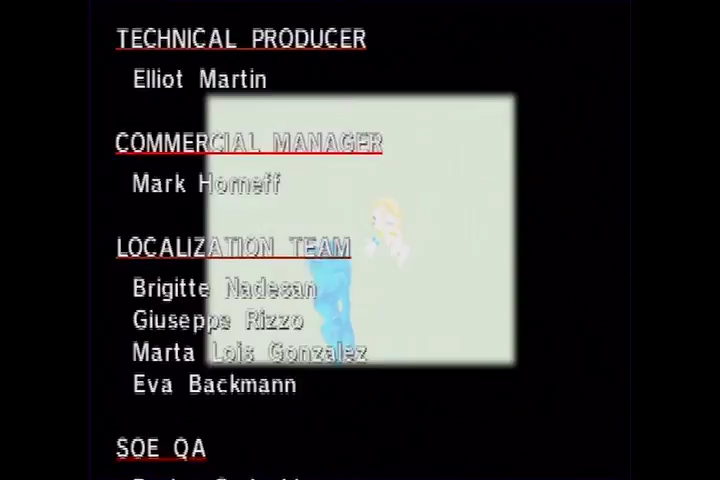 TECHNICAL PRODUCER
Elliot Martin
COMMERCIAL MANAGER
Mark Horneff
LOCALIZATION TEAM
Brigitte Nadesan
Giuseppe Rizzo
Marta Lois Gonzalez
Eva Backmann
SOE QA